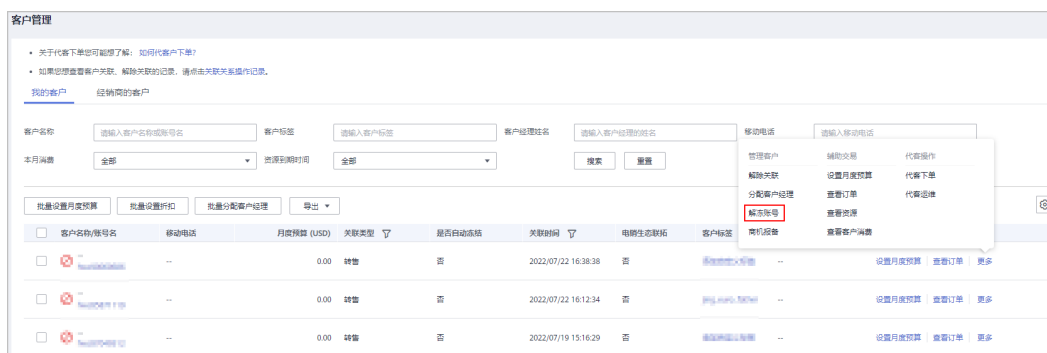 客户管理
• 关于代客下单您可能想了解： 如何代客户下单?
• 如果您想查看客户关联、解除关联的记录，请点击关联关系操作记录。
我的客户 经销商的客户
客户名称 请输入客户名称或账号名 客户标签 请输入客户标签 客户经理姓名 请输入客户经理的姓名 移动电话 请输入移动电话
本月消费 全部 资源到期时间 全部 搜索 重置
管理客户 辅助交易 代客操作
解除关联 设置月度预算 代客下单
分配客户经理 查看订单 代客运维
解冻账号 查看资源
商机报备 查看客户消费
批量设置月度预算 批量设置折扣 批量分配客户经理 导出
客户名称/账号名 移动电话 月度预算 (USD) 关联类型 是否自动冻结 关联时间 电销生态联拓 客户标签
-- -- 0.00 转售 否 2022/07/22 16:38:38 否 -- 设置月度预算 查看订单 更多
-- -- 0.00 转售 否 2022/07/22 16:12:34 否 -- 设置月度预算 查看订单 更多
-- -- 0.00 转售 否 2022/07/19 15:16:29 否 -- 设置月度预算 查看订单 更多